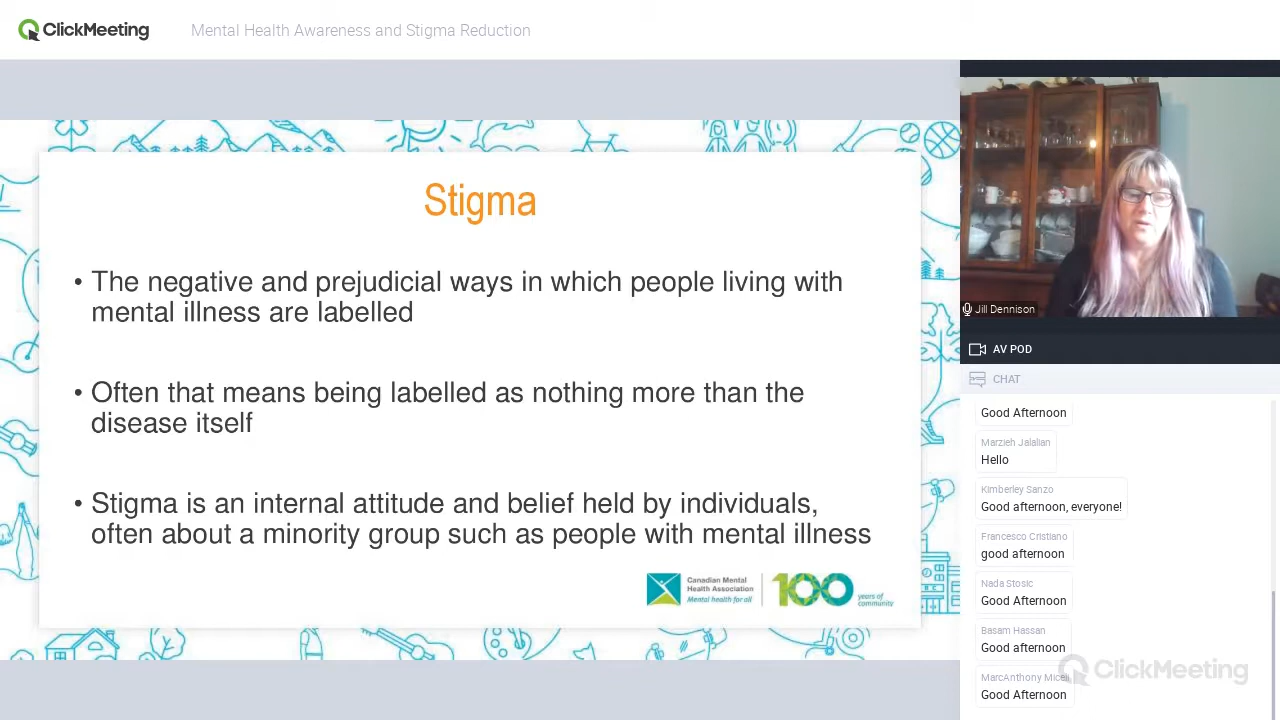 ClickMeeting
Mental Health Awareness and Stigma Reduction
Stigma
• The negative and prejudicial ways in which people living with
mental illness are labelled
• Often that means being labelled as nothing more than the
disease itself
• Stigma is an internal attitude and belief held by individuals,
often about a minority group such as people with mental illness
Canadian Mental
Health Association
Mental health for all
100
years of
community
Jill Dennison
AV POD
CHAT
Good Afternoon
Marzieh Jalalian
Hello
Kimberley Sanzo
Good afternoon, everyone!
Francesco Cristiano
good afternoon
Nada Stosic
Good Afternoon
Basam Hassan
Good afternoon
MarcAnthony Miceli
Good Afternoon
ClickMeeting